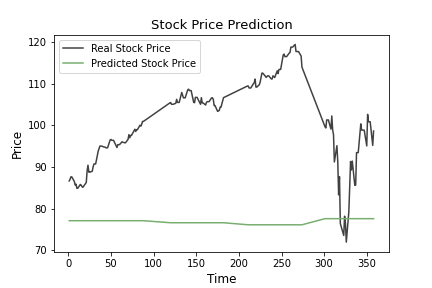 Stock Price Prediction
Real Stock Price
Predicted Stock Price
Price
120
110
100
90
80
70
0 50 100 150 200 250 300 350
Time